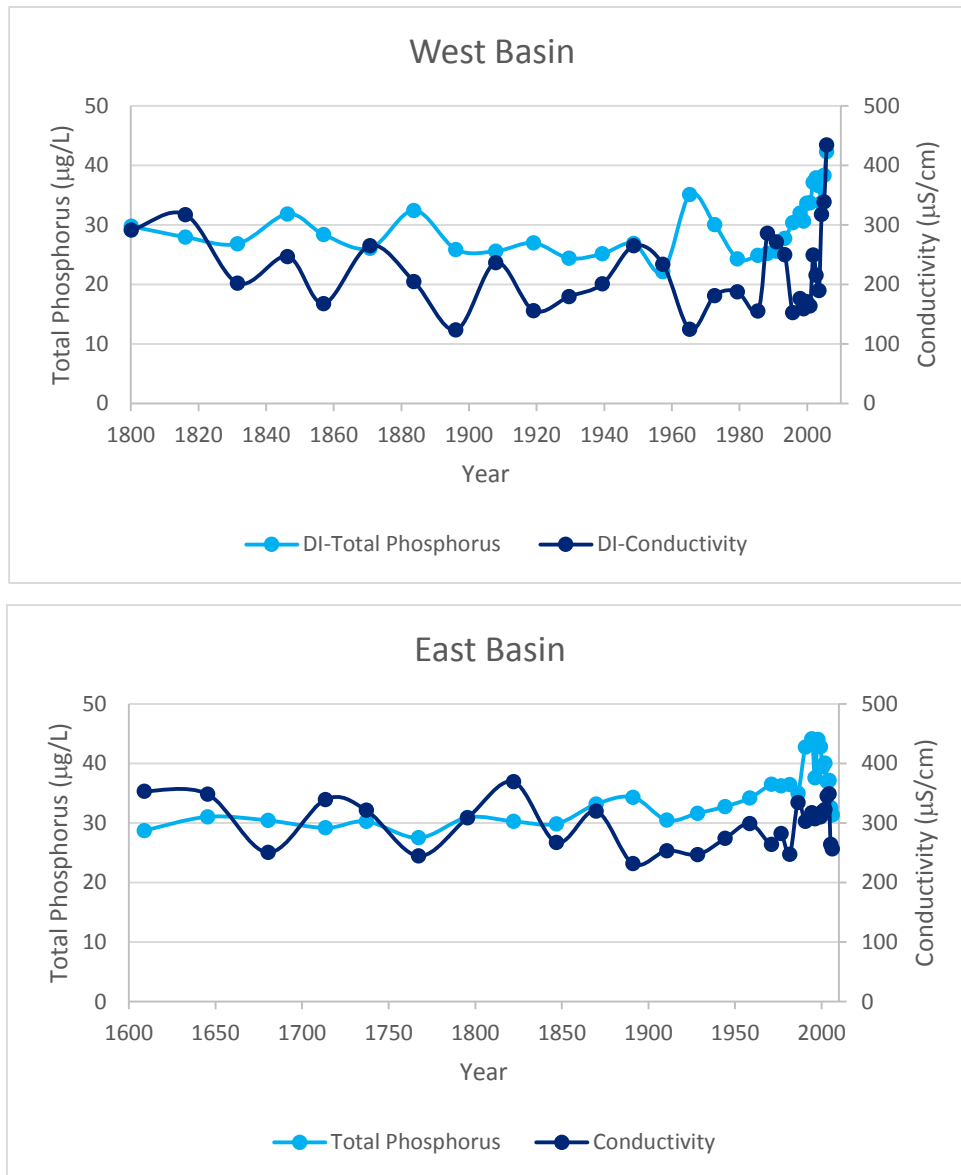 West Basin
Total Phosphorus (µg/L)
50
40
30
20
10
0
500
400
300
200
100
0
Conductivity (µS/cm)
1800 1820 1840 1860 1880 1900 1920 1940 1960 1980 2000
Year
DI-Total Phosphorus DI-Conductivity
East Basin
Total Phosphorus (µg/L)
50
40
30
20
10
0
500
400
300
200
100
0
Conductivity (µS/cm)
1600 1650 1700 1750 1800 1850 1900 1950 2000
Year
Total Phosphorus Conductivity